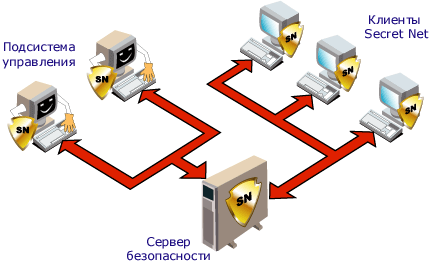 Клиенты
Secret Net
Подсистема
управления
SN
SN
SN
SN
SN
SN
Сервер
безопасности